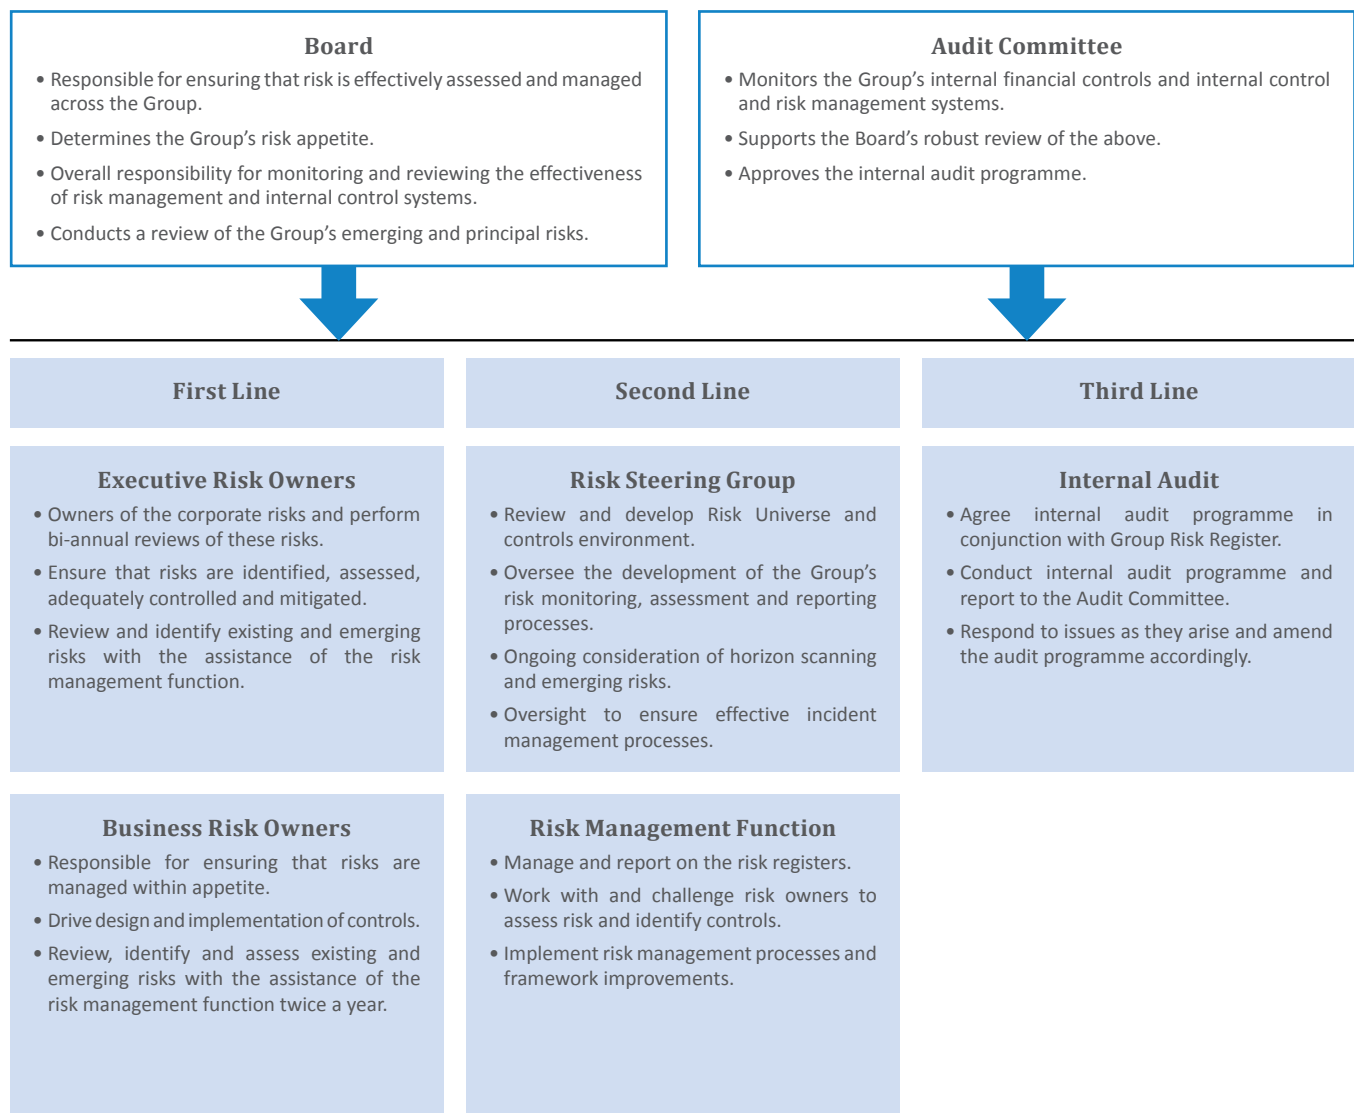 Board
• Responsible for ensuring that risk is effectively assessed and managed
across the Group.
• Determines the Group’s risk appetite.
• Overall responsibility for monitoring and reviewing the effectiveness
of risk management and internal control systems.
• Conducts a review of the Group’s emerging and principal risks.
Audit Committee
• Monitors the Group’s internal financial controls and internal control
and risk management systems.
• Supports the Board’s robust review of the above.
• Approves the internal audit programme.
First Line
Second Line
Third Line
Executive Risk Owners
• Owners of the corporate risks and perform
bi-annual reviews of these risks.
• Ensure that risks are identified, assessed,
adequately controlled and mitigated.
• Review and identify existing and emerging
risks with the assistance of the risk
management function.
Risk Steering Group
• Review and develop Risk Universe and
controls environment.
• Oversee the development of the Group’s
risk monitoring, assessment and reporting
processes.
• Ongoing consideration of horizon scanning
and emerging risks.
• Oversight to ensure effective incident
management processes.
Internal Audit
• Agree internal audit programme in
conjunction with Group Risk Register.
• Conduct internal audit programme and
report to the Audit Committee.
• Respond to issues as they arise and amend
the audit programme accordingly.
Business Risk Owners
• Responsible for ensuring that risks are
managed within appetite.
• Drive design and implementation of controls.
• Review, identify and assess existing and
emerging risks with the assistance of the
risk management function twice a year.
Risk Management Function
• Manage and report on the risk registers.
• Work with and challenge risk owners to
assess risk and identify controls.
• Implement risk management processes and
framework improvements.